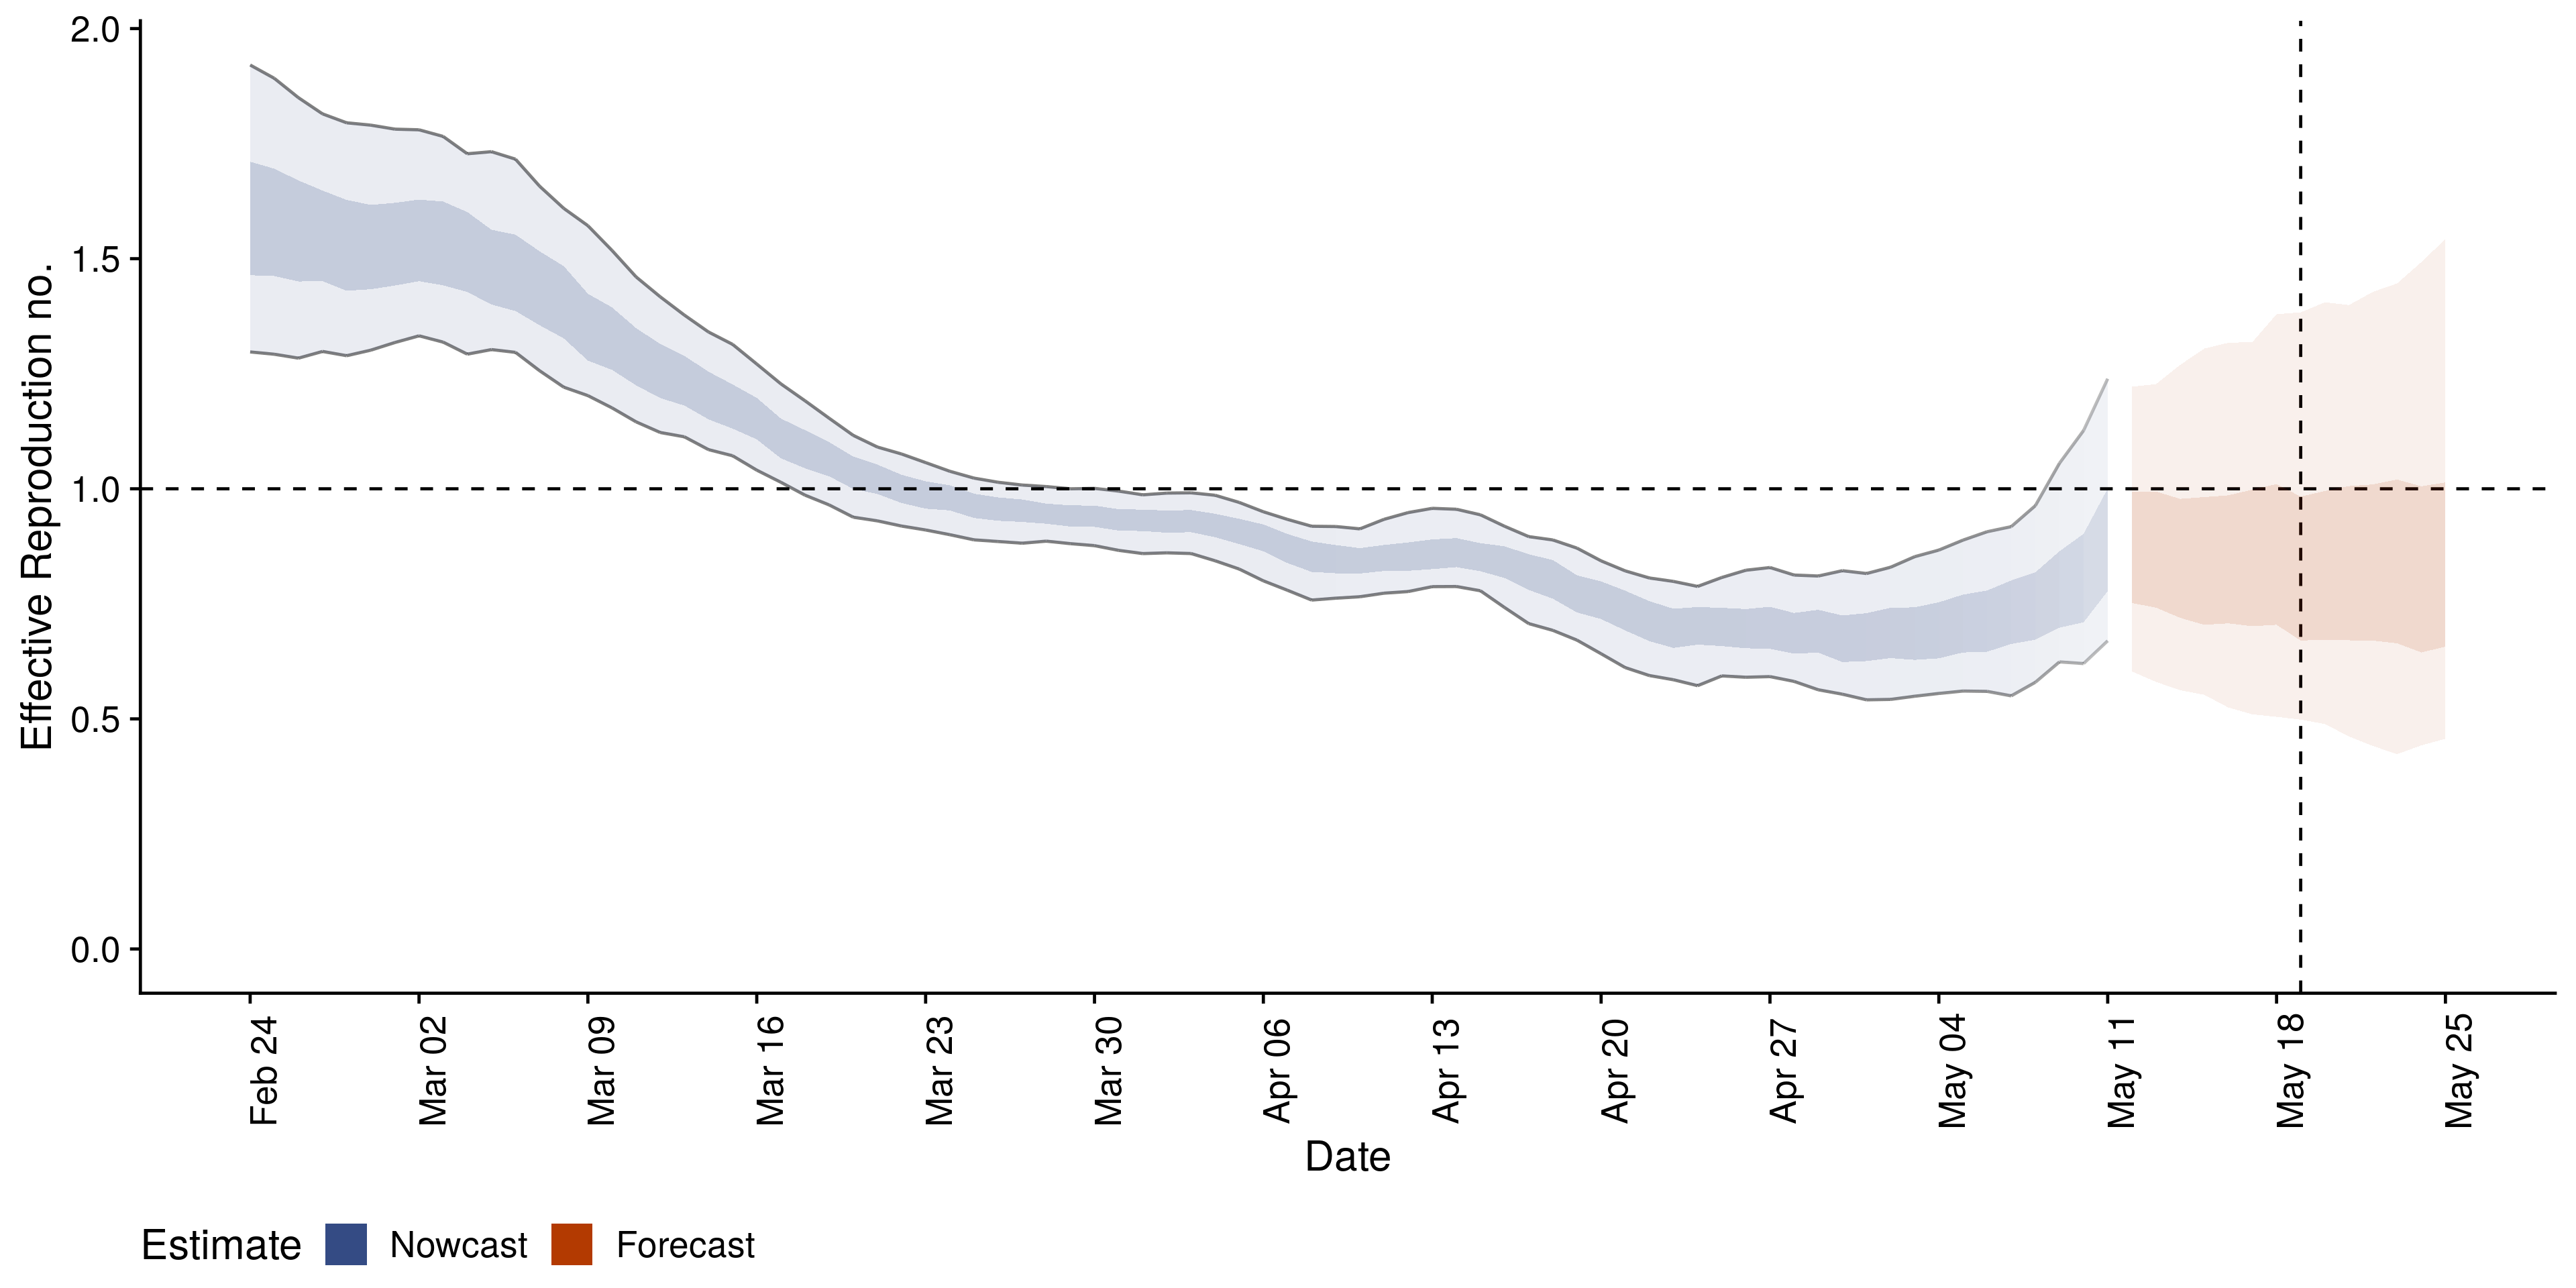 Effective Reproduction no.
2.0
1.5
1.0
0.5
0.0
Feb 24
Mar 02
Mar 09
Mar 16
Mar 23
Mar 30
Apr 06
Apr 13
Apr 20
Apr 27
May 04
May 11
May 18
May 25
Date
Estimate Nowcast Forecast